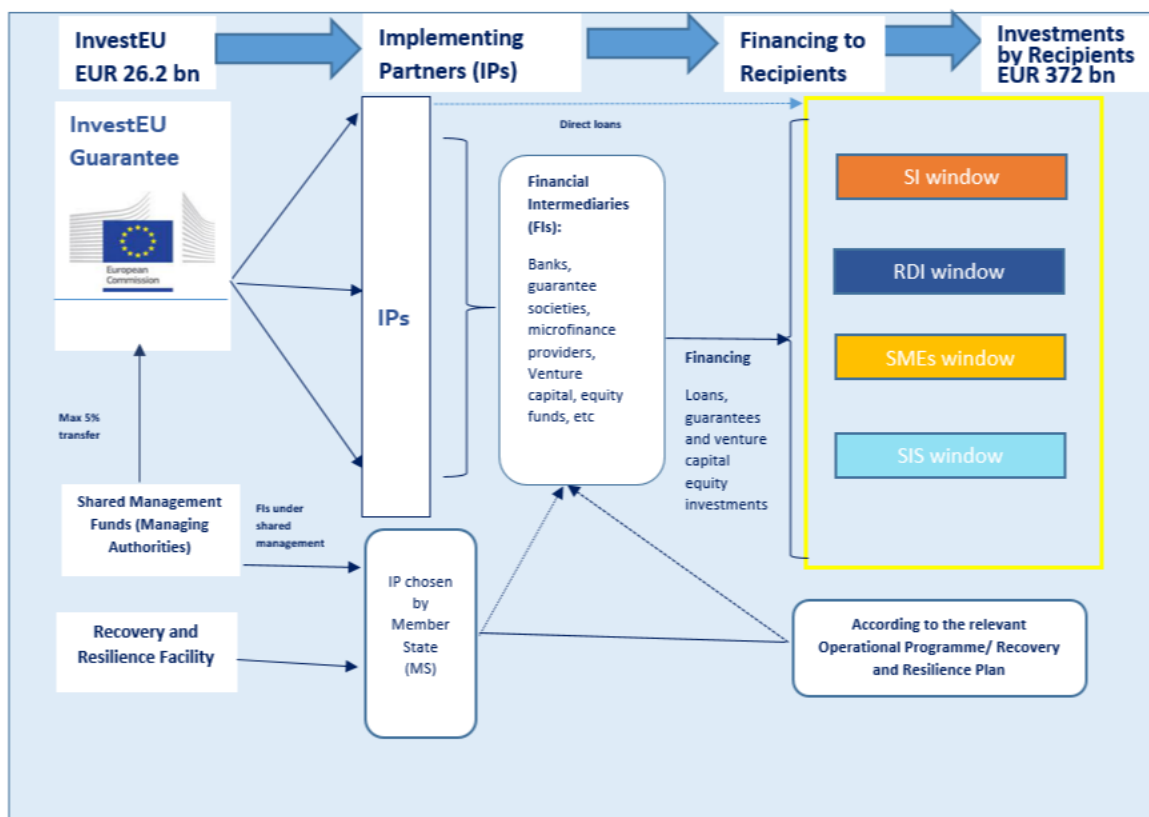 InvestEU
EUR 26.2 bn
Implementing
Partners (IPs)
Financing to
Recipients
Investments
by Recipients
EUR 372 bn
InvestEU
Guarantee
European
Commission
IPs
Direct loans
Financial
Intermediaries
(FIs):
Banks,
guarantee
societies,
microfinance
providers,
Venture
capital, equity
funds, etc
Financing
Loans,
guarantees
and venture
capital
equity
investments
SI window
RDI window
SMEs window
SIS window
Max 5%
transfer
Shared Management
Funds (Managing
Authorities)
FIs under
shared
management
IP chosen
by
Member
State
(MS)
Recovery and
Resilience Facility
According to the relevant
Operational Programme/ Recovery
and Resilience Plan